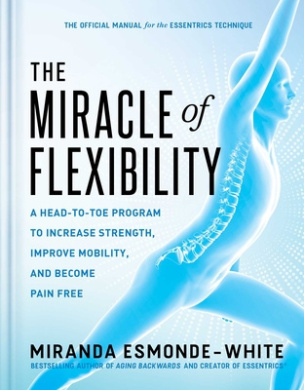 THE OFFICIAL MANUAL for the ESSENTRICS TECHNIQUE
THE
MIRACLE of
FLEXIBILITY
A HEAD-TO-TOE PROGRAM
TO INCREASE STRENGTH,
IMPROVE MOBILITY,
AND BECOME
PAIN FREE
MIRANDA ESMONDE-WHITE
BESTSELLING AUTHOR OF AGING BACKWARDS AND CREATOR OF ESSENTRICS